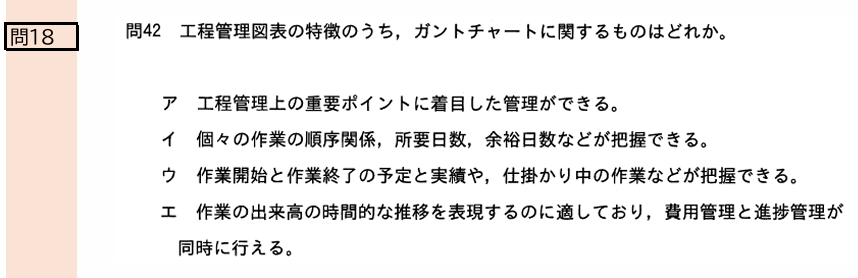 問18
問42　工程管理図表の特徴のうち，ガントチャートに関するものはどれか。
ア　工程管理上の重要ポイントに着目した管理ができる。
イ　個々の作業の順序関係，所要日数，余裕日数などが把握できる。
ウ　作業開始と作業終了の予定と実績や，仕掛かり中の作業などが把握できる。
エ　作業の出来高の時間的な推移を表現するのに適しており，費用管理と進捗管理が
同時に行える。